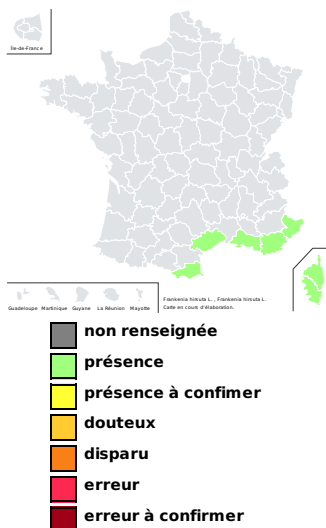 Île-de-France
Guadeloupe Martinique Guyane La Réunion Mayotte
Frankenia hirsuta L. , Frankenia hirsuta L.
Carte en cours d'élaboration.
non renseignée
présence
présence à confimer
douteux
disparu
erreur
erreur à confirmer